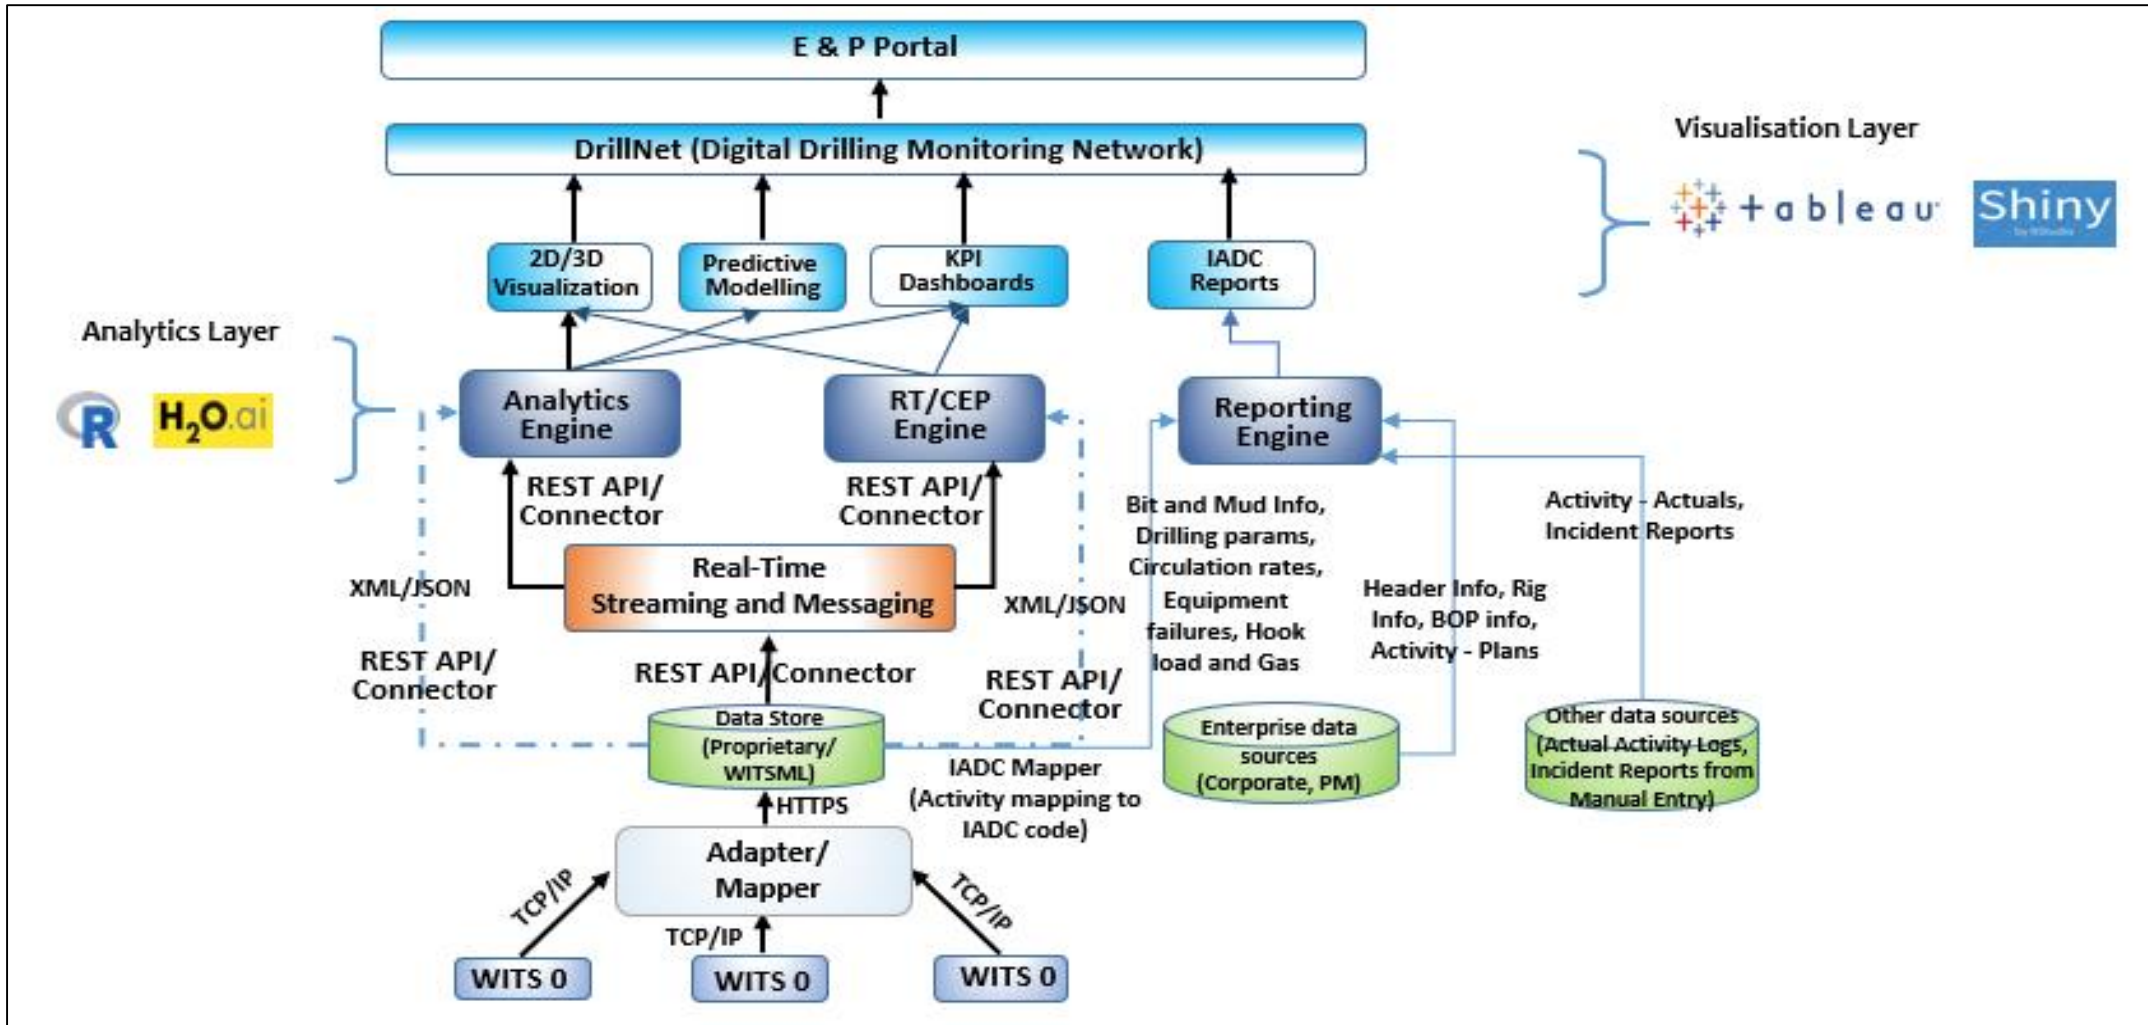 E & P Portal
DrillNet (Digital Drilling Monitoring Network)
Visualisation Layer
+ a b | e a u
Shiny
by RStudio
2D/3D
Visualization
Predictive
Modelling
KPI
Dashboards
IADC
Reports
Analytics Layer
R
H2O.ai
Analytics
Engine
RT/CEP
Engine
Reporting
Engine
REST API/
Connector
REST API/
Connector
Bit and Mud Info,
Drilling params,
Circulation rates,
Equipment
failures, Hook
load and Gas
Activity - Actuals,
Incident Reports
Real-Time
Streaming and Messaging
XML/JSON
XML/JSON
Header Info, Rig
Info, BOP info,
Activity - Plans
REST API/
Connector
REST API/Connector
REST API/
Connector
Data Store
(Proprietary/
WITSML)
Enterprise data
sources
(Corporate, PM)
Other data sources
(Actual Activity Logs,
Incident Reports from
Manual Entry)
IADC Mapper
(Activity mapping to
IADC code)
HTTPS
Adapter/
Mapper
TCP/IP
TCP/IP
TCP/IP
WITS 0
WITS 0
WITS 0